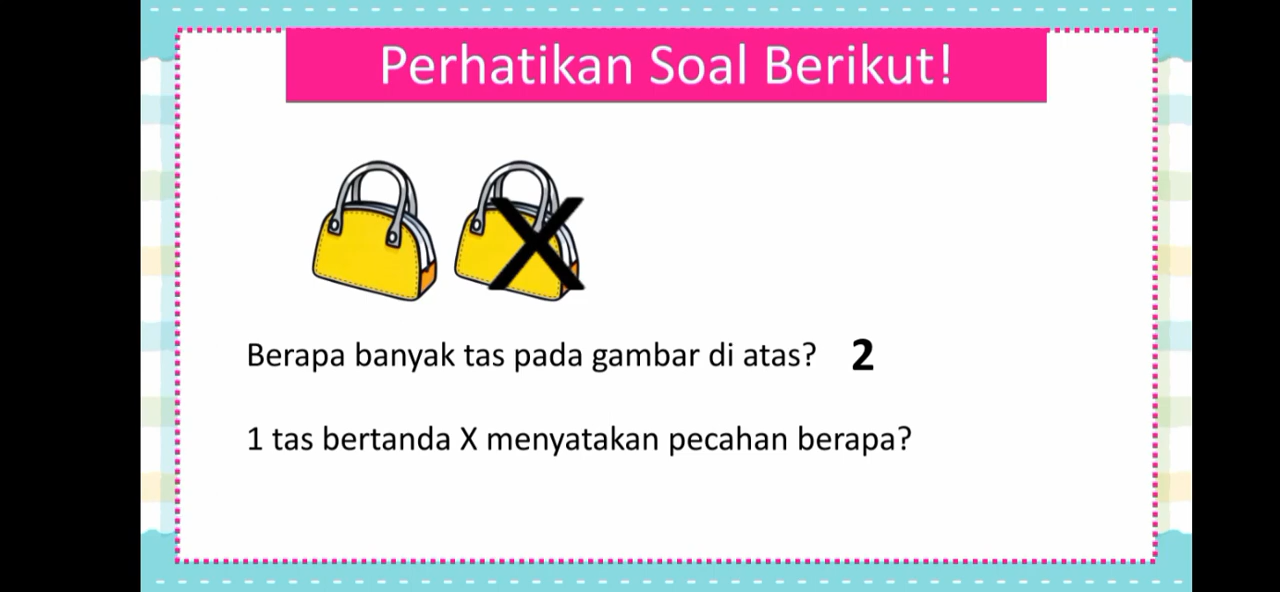 Perhatikan Soal Berikut!
X
Berapa banyak tas pada gambar di atas? 2
1 tas bertanda X menyatakan pecahan berapa?